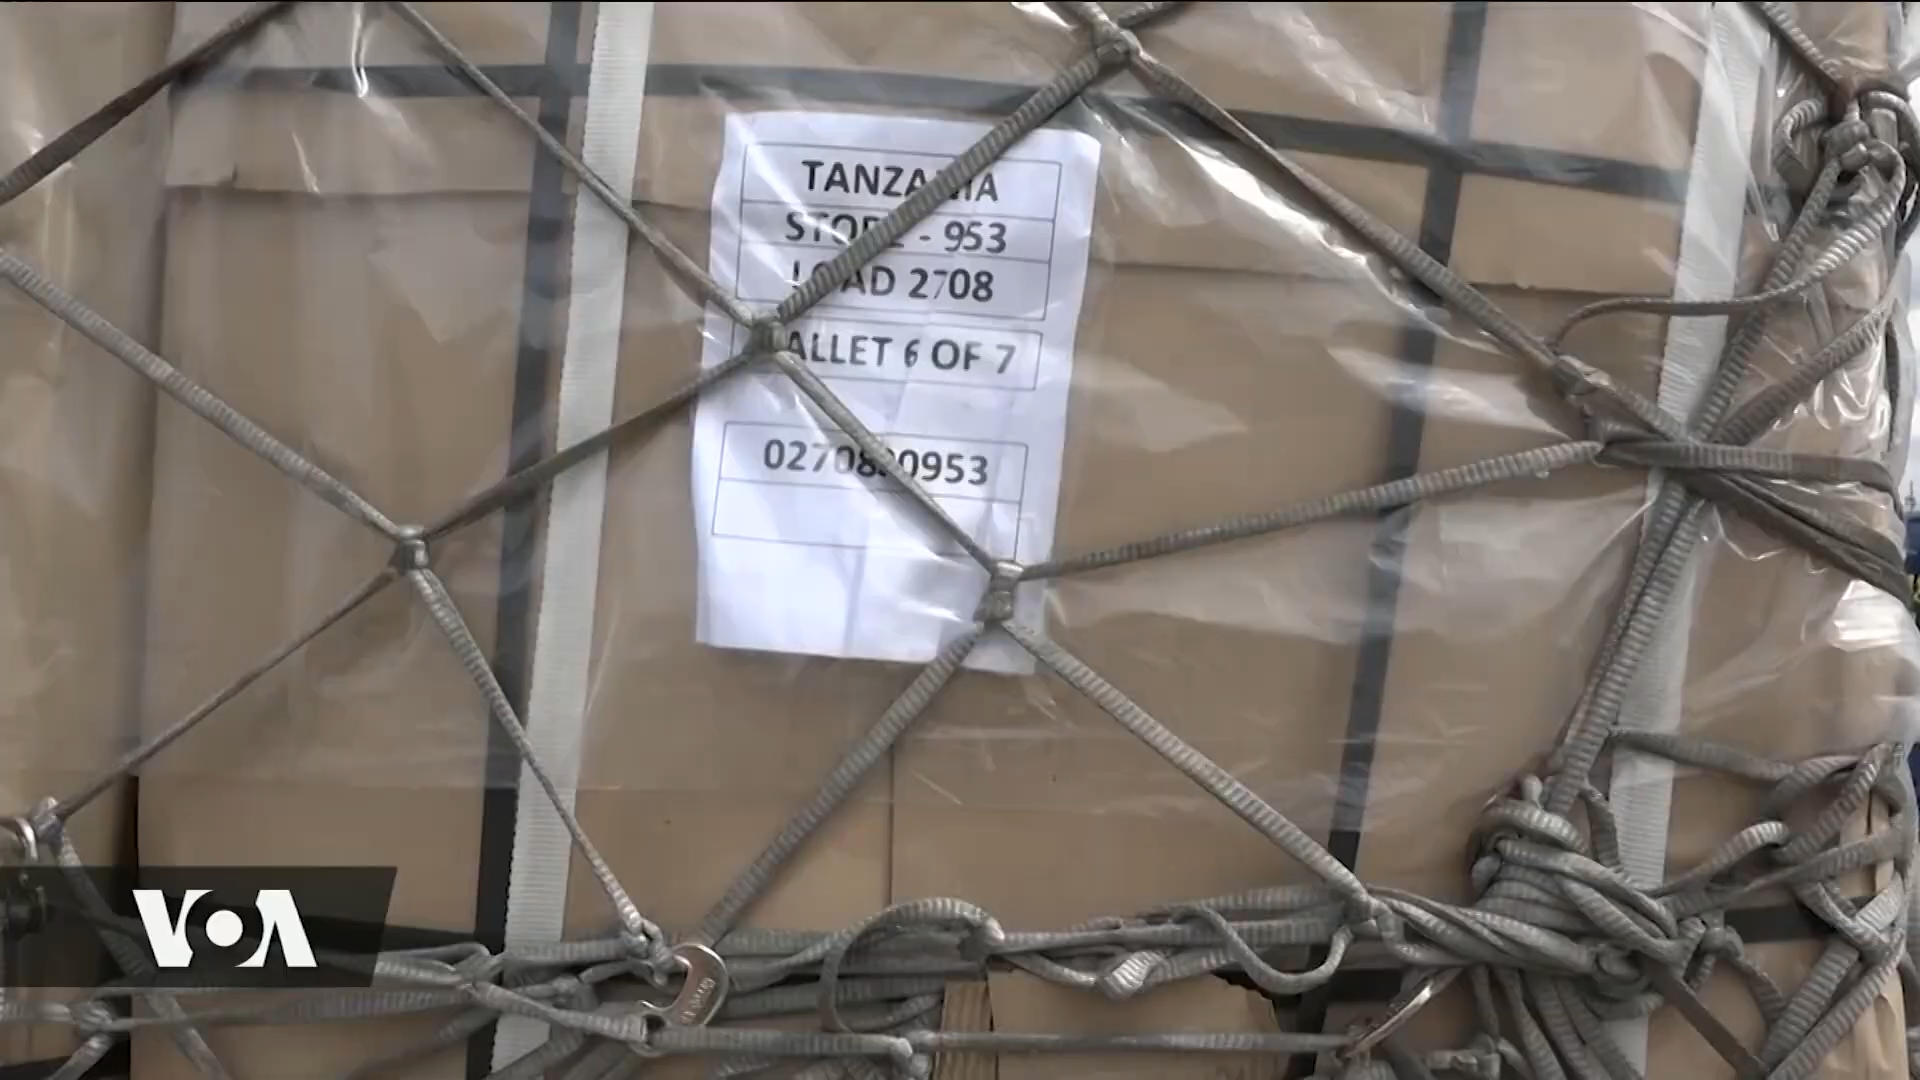 TANZANIA
STORE - 953
LOAD 2708
PALLET 6 OF 7
VOA